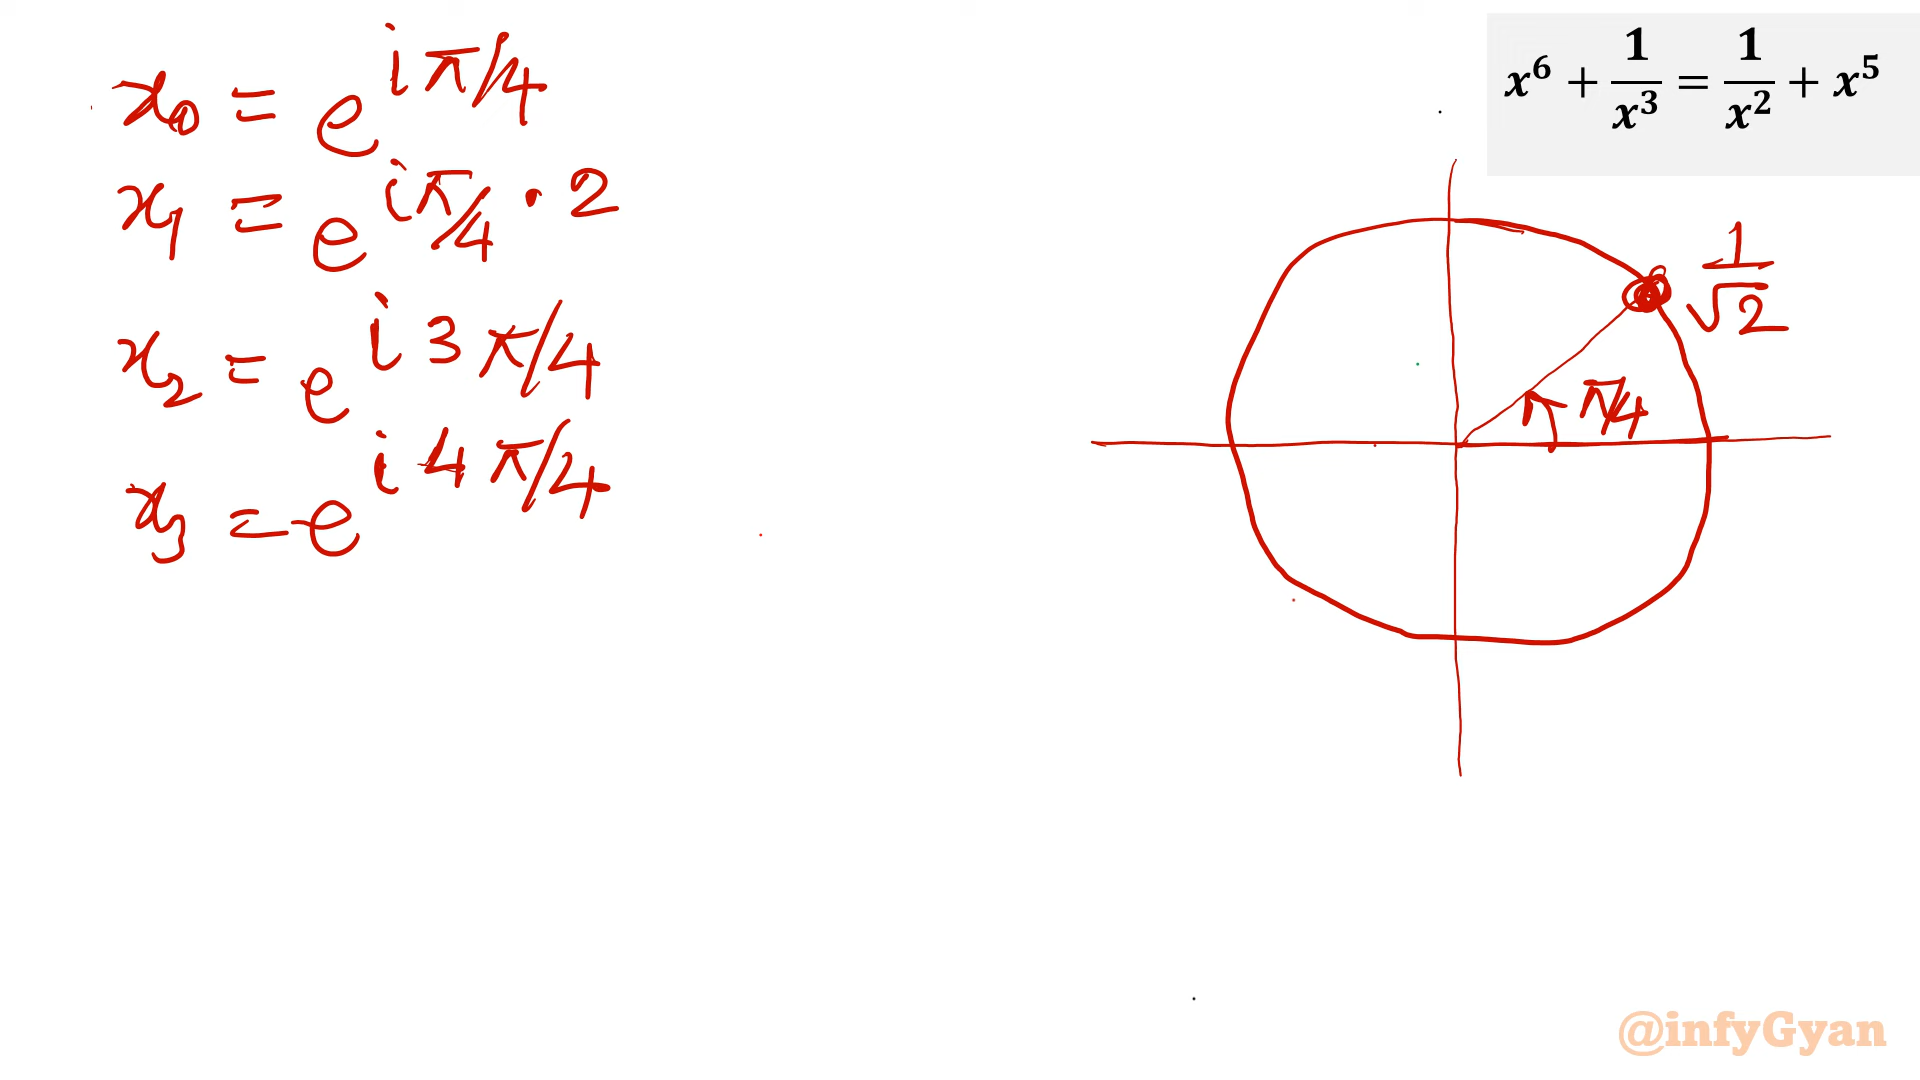 x₀ = e^{iπ/4}
x₁ = e^{iπ/4 · 2}
x₂ = e^{i3π/4}
x₃ = e^{i4π/4}
x⁶ + 1/x³ = 1/x² + x⁵
1/√2
π/4
@infyGyan